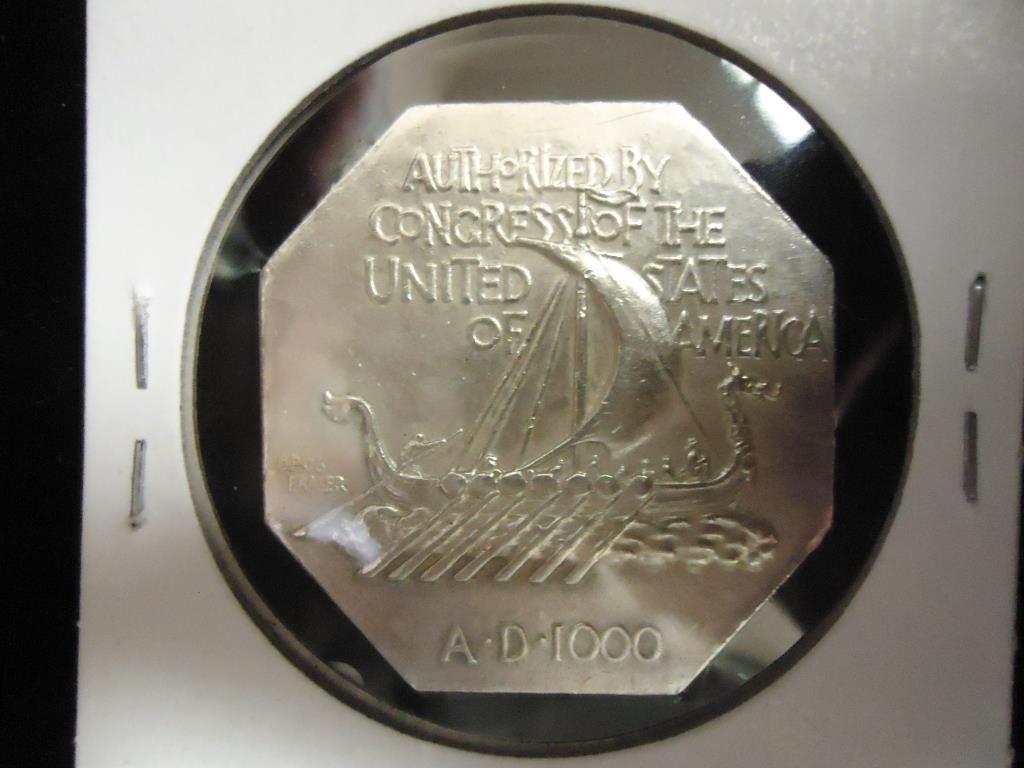 AUTHORIZED BY
CONGRESS OF THE
UNITED STATES
OF AMERICA
A·D·1000